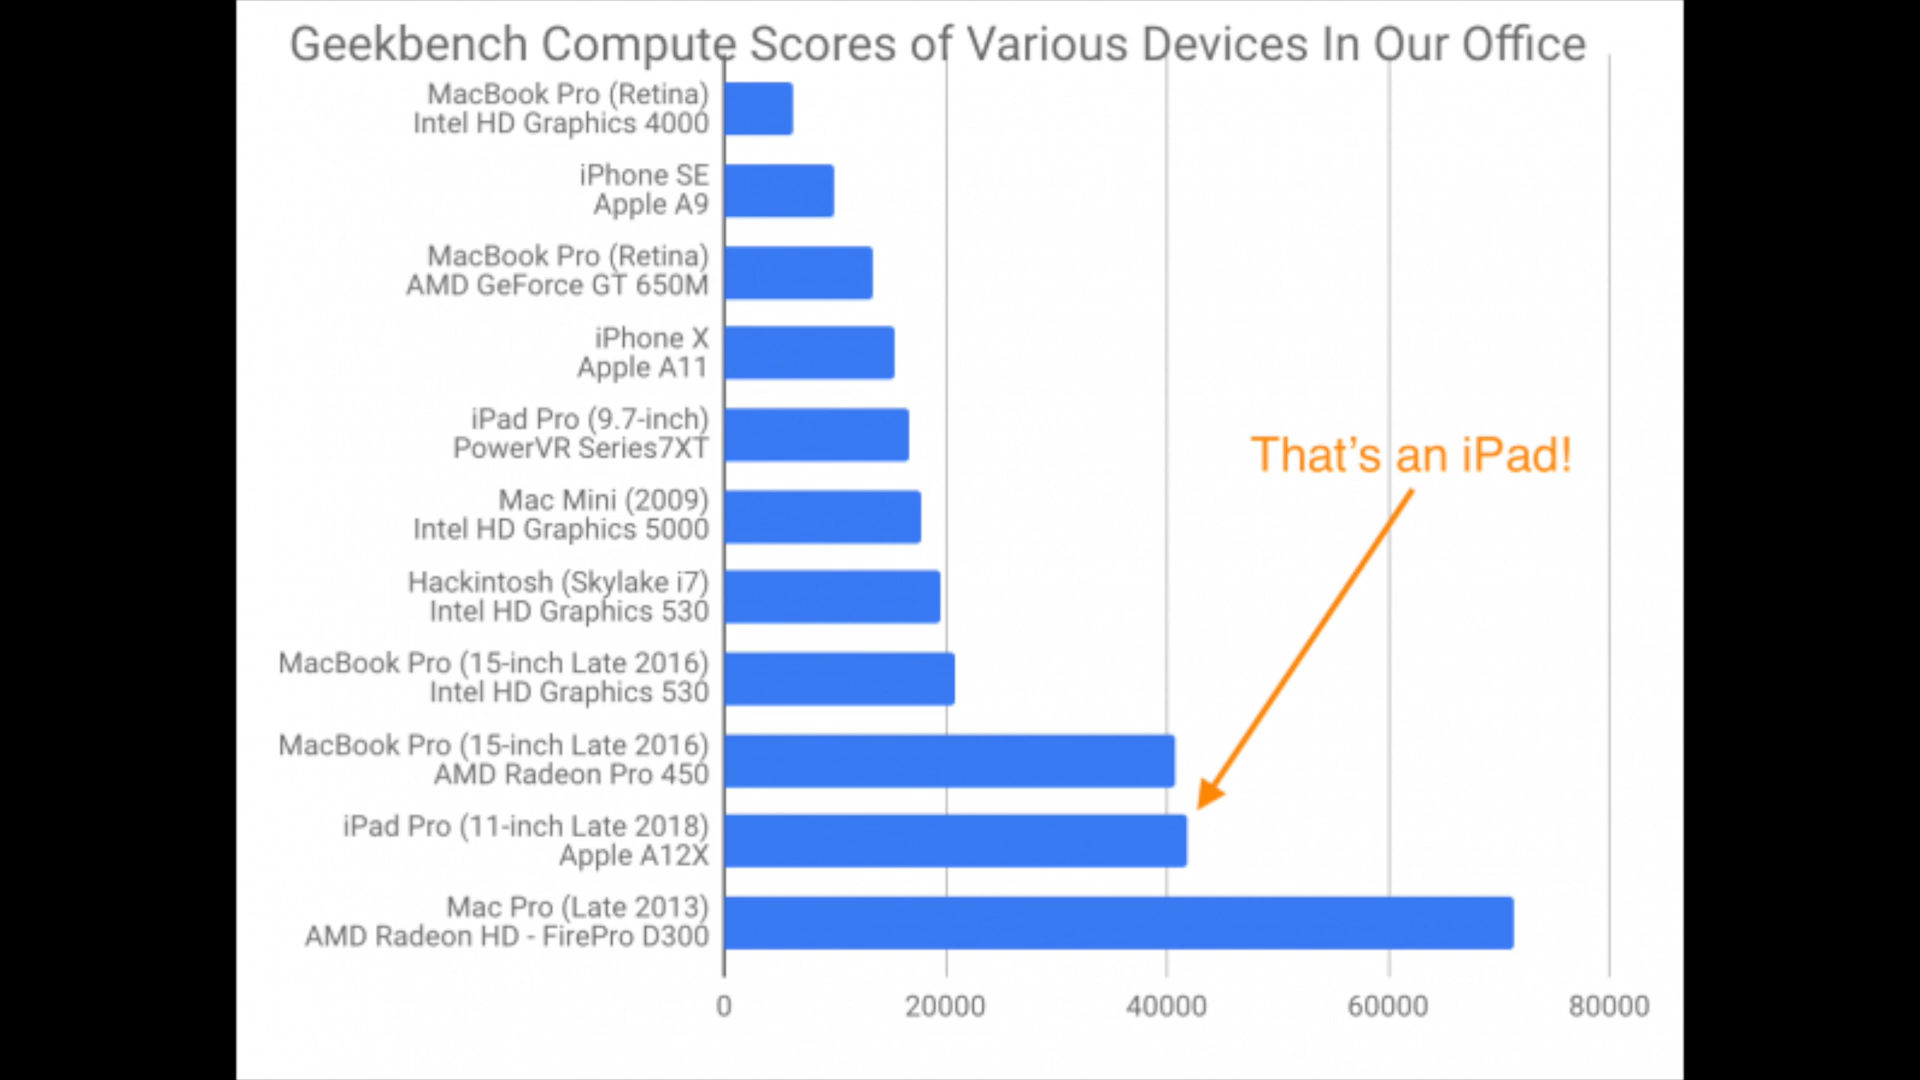 Geekbench Compute Scores of Various Devices In Our Office
MacBook Pro (Retina)
Intel HD Graphics 4000
iPhone SE
Apple A9
MacBook Pro (Retina)
AMD GeForce GT 650M
iPhone X
Apple A11
iPad Pro (9.7-inch)
PowerVR Series7XT
Mac Mini (2009)
Intel HD Graphics 5000
Hackintosh (Skylake i7)
Intel HD Graphics 530
MacBook Pro (15-inch Late 2016)
Intel HD Graphics 530
MacBook Pro (15-inch Late 2016)
AMD Radeon Pro 450
iPad Pro (11-inch Late 2018)
Apple A12X
Mac Pro (Late 2013)
AMD Radeon HD - FirePro D300
That's an iPad!
0 20000 40000 60000 80000